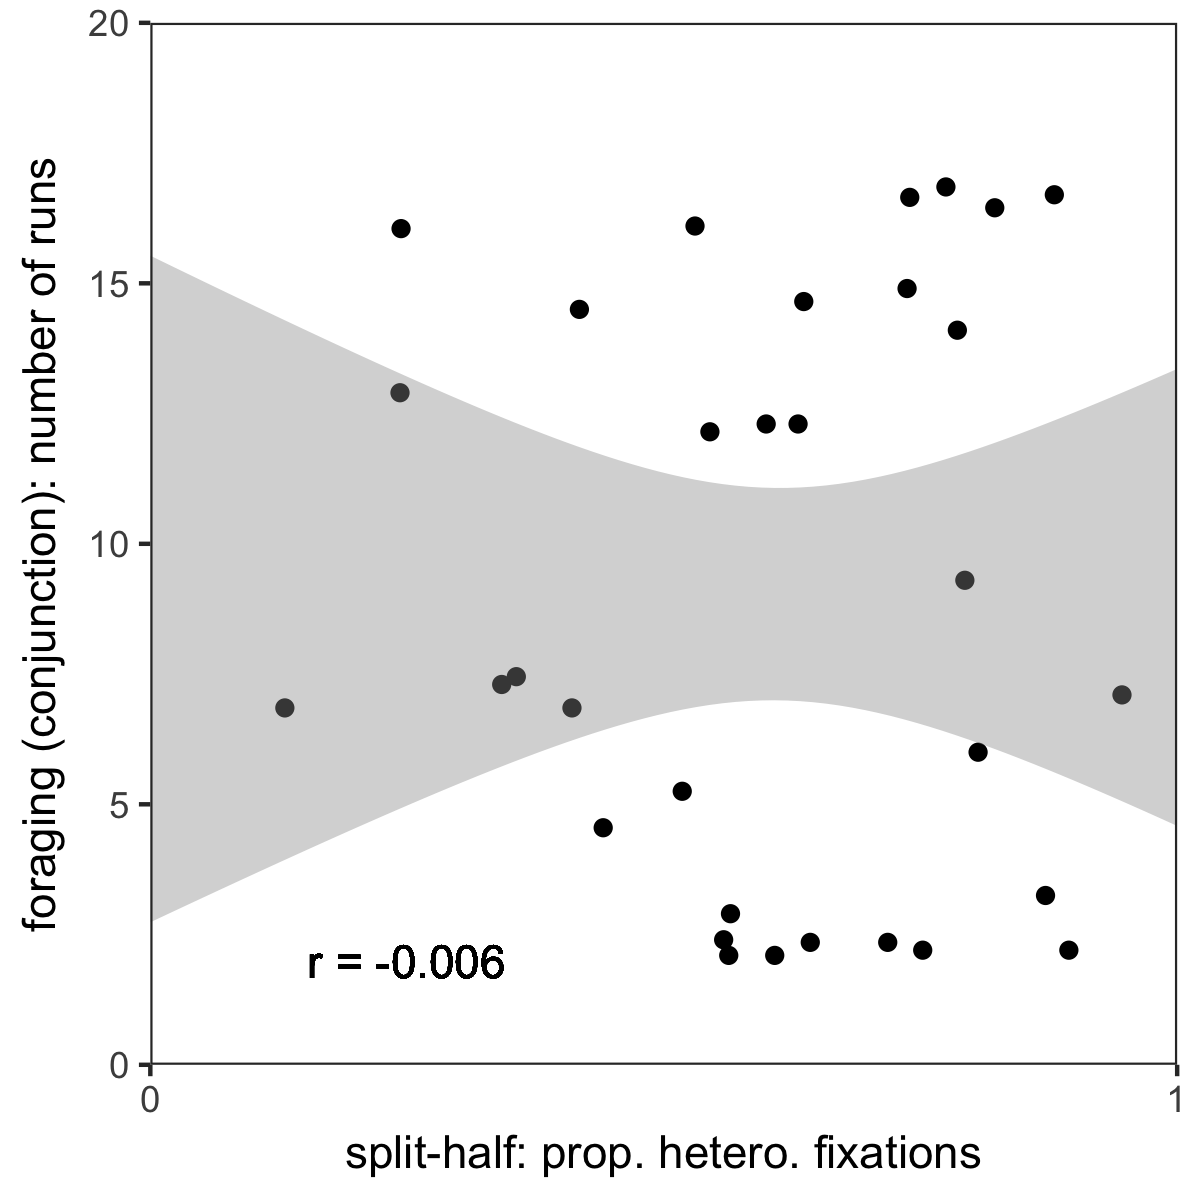 20
15
10
5
0
foraging (conjunction): number of runs
r = -0.006
0 1
split-half: prop. hetero. fixations